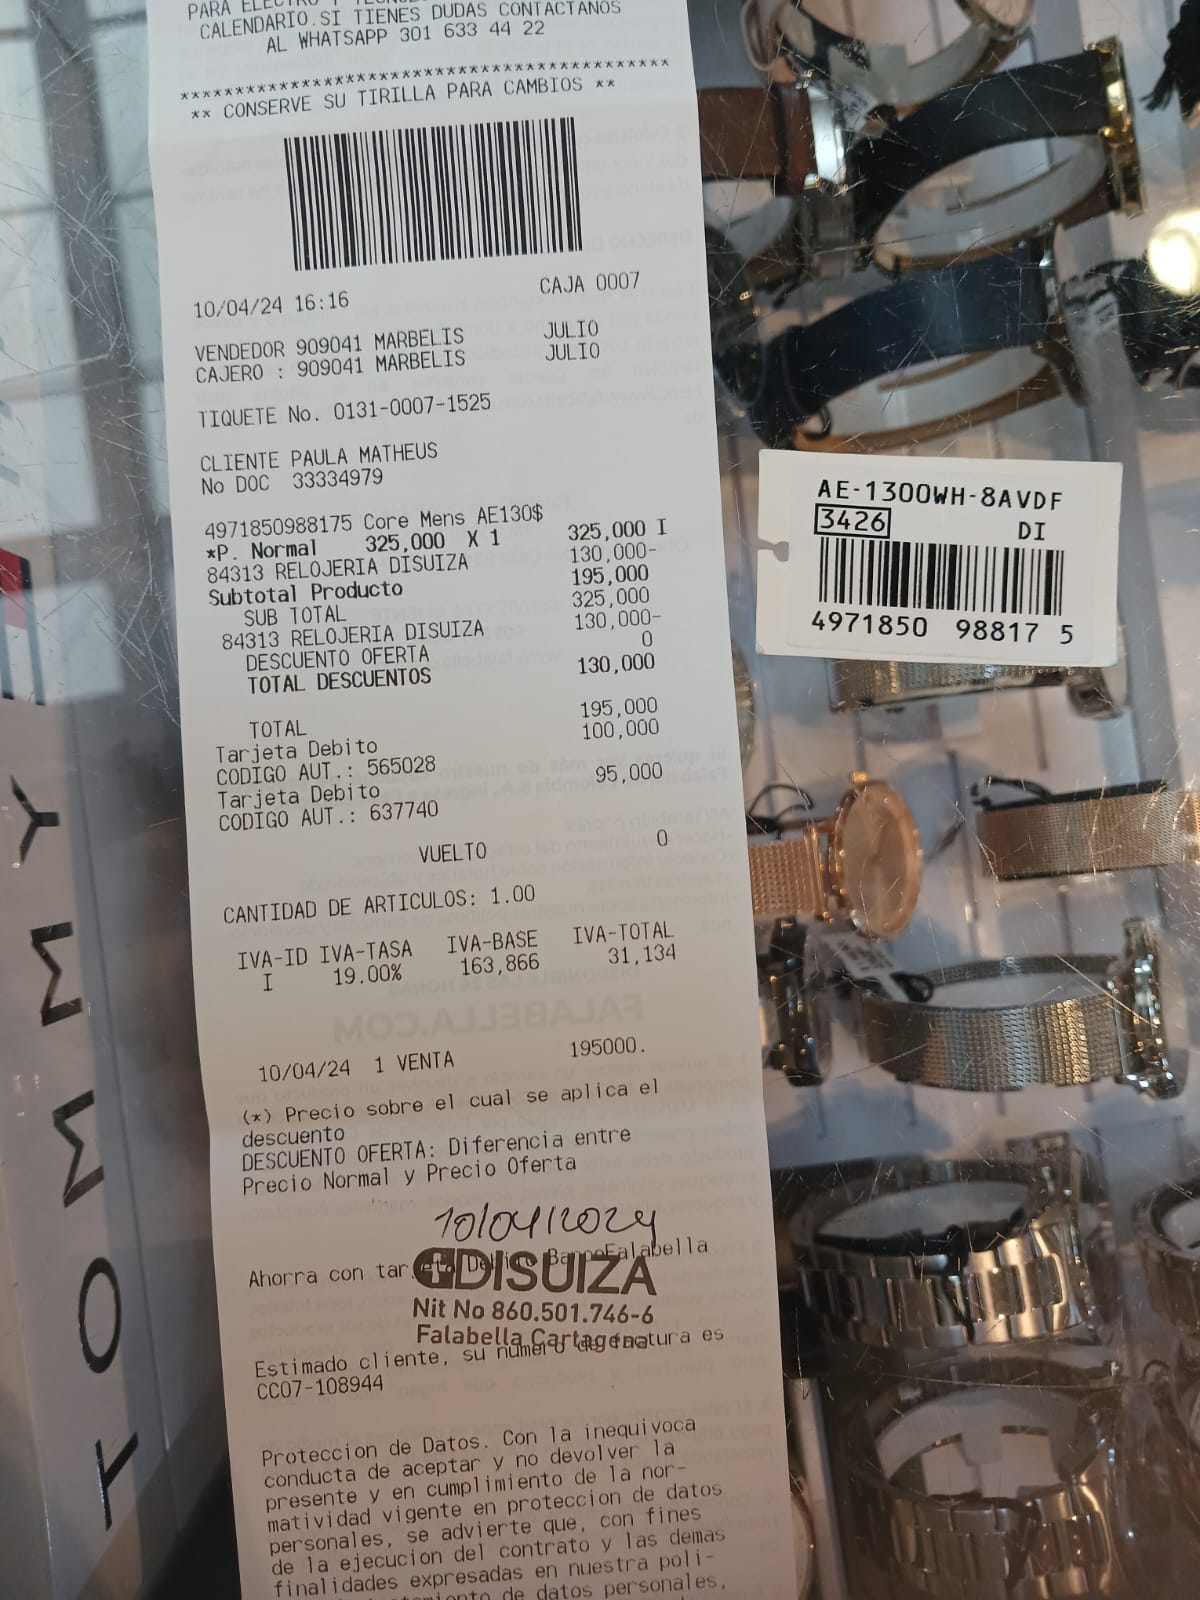 PARA ELECTRO Y
CALENDARIO.SI TIENES DUDAS CONTACTANOS
AL WHATSAPP 301 633 44 22
******************************************
** CONSERVE SU TIRILLA PARA CAMBIOS **
10/04/24 16:16 CAJA 0007
VENDEDOR 909041 MARBELIS JULIO
CAJERO : 909041 MARBELIS JULIO
TIQUETE No. 0131-0007-1525
CLIENTE PAULA MATHEUS
No DOC 33334979
4971850988175 Core Mens AE130$ 325,000 I
*P. Normal 325,000 X 1
84313 RELOJERIA DISUIZA 130,000-
Subtotal Producto 195,000
SUB TOTAL 325,000
84313 RELOJERIA DISUIZA 130,000-
DESCUENTO OFERTA 0
TOTAL DESCUENTOS 130,000
TOTAL 195,000
Tarjeta Debito 100,000
CODIGO AUT.: 565028
Tarjeta Debito 95,000
CODIGO AUT.: 637740
VUELTO 0
CANTIDAD DE ARTICULOS: 1.00
IVA-ID IVA-TASA IVA-BASE IVA-TOTAL
I 19.00% 163,866 31,134
10/04/24 1 VENTA 195000.
(*) Precio sobre el cual se aplica el
descuento
DESCUENTO OFERTA: Diferencia entre
Precio Normal y Precio Oferta
10/04/2024
Ahorra con tarjeta Debito BancoFalabella
DISUIZA
Nit No 860.501.746-6
Falabella Cartagena
Estimado cliente, su numero de factura es
CC07-108944
Proteccion de Datos. Con la inequivoca
conducta de aceptar y no devolver la
presente y en cumplimiento de la nor-
matividad vigente en proteccion de datos
personales, se advierte que, con fines
de la ejecucion del contrato y las demas
finalidades expresadas en nuestra poli-
de datos personales,
AE-1300WH-8AVDF
3426 DI
4971850 98817 5
TOMMY